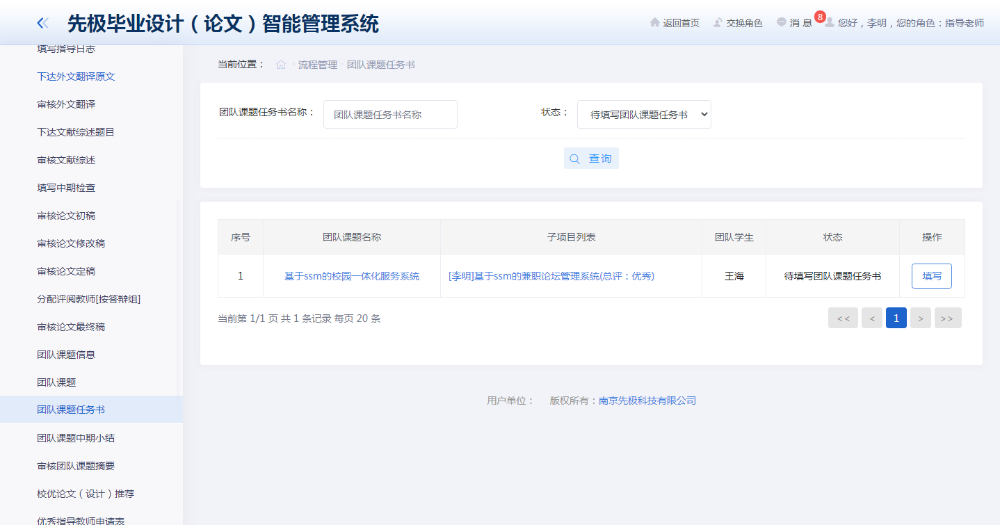 先极毕业设计（论文）智能管理系统
返回首页 交换角色 消 息 8 您好，李明，您的角色：指导老师
填写指导日志
下达外文翻译原文
审核外文翻译
下达文献综述题目
审核文献综述
填写中期检查
审核论文初稿
审核论文修改稿
审核论文定稿
分配评阅教师[按答辩组]
审核论文最终稿
团队课题信息
团队课题
团队课题任务书
团队课题中期小结
审核团队课题摘要
校优论文（设计）推荐
优秀指导教师申请表
当前位置： 流程管理 团队课题任务书
团队课题任务书名称： 团队课题任务书名称 状态： 待填写团队课题任务书
查询
序号 团队课题名称 子项目列表 团队学生 状态 操作
1 基于ssm的校园一体化服务系统 [李明]基于ssm的兼职论坛管理系统(总评：优秀) 王海 待填写团队课题任务书 填写
当前第 1/1 页 共 1 条记录 每页 20 条 << < 1 > >>
用户单位： 版权所有：南京先极科技有限公司